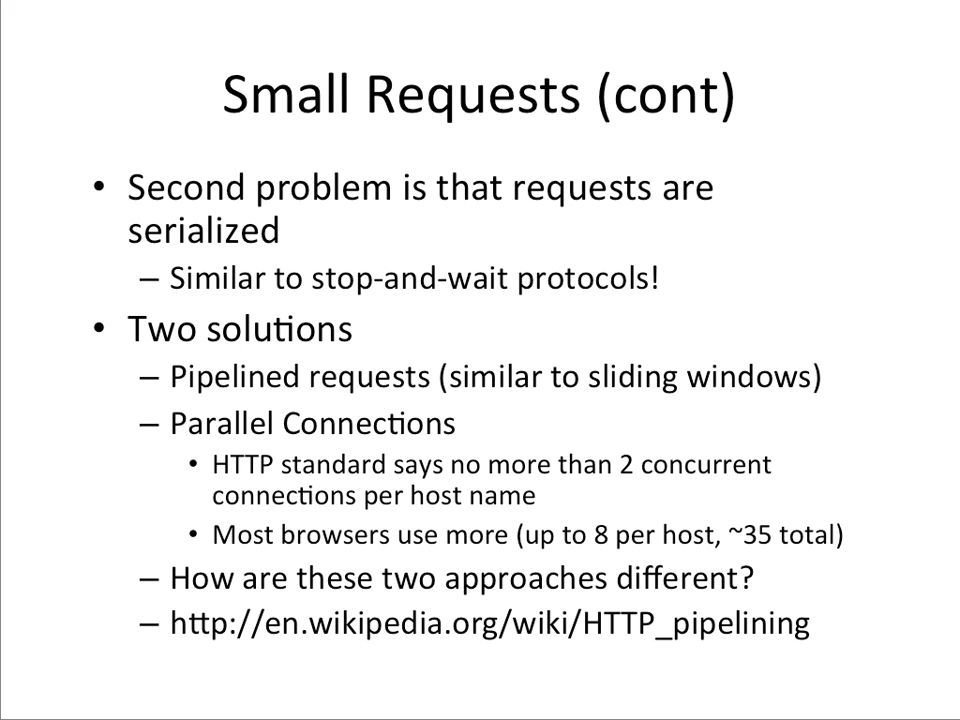 Small Requests (cont)
• Second problem is that requests are
serialized
– Similar to stop-and-wait protocols!
• Two solutions
– Pipelined requests (similar to sliding windows)
– Parallel Connections
• HTTP standard says no more than 2 concurrent
connections per host name
• Most browsers use more (up to 8 per host, ~35 total)
– How are these two approaches different?
– http://en.wikipedia.org/wiki/HTTP_pipelining